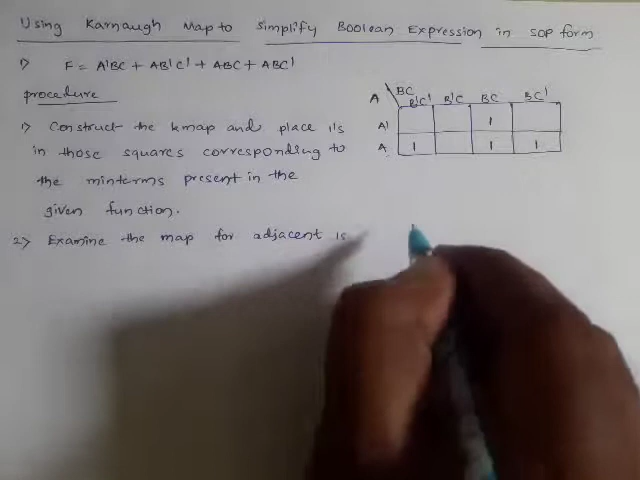 Using Karnaugh Map to simplify Boolean Expression in SOP form
1) F = A'BC + AB'C' + ABC + ABC'
procedure
A BC B'C' B'C BC BC'
A' 1
A 1 1 1
1) Construct the kmap and place 1's
in those squares corresponding to
the minterms present in the
given function.
2) Examine the map for adjacent 1s